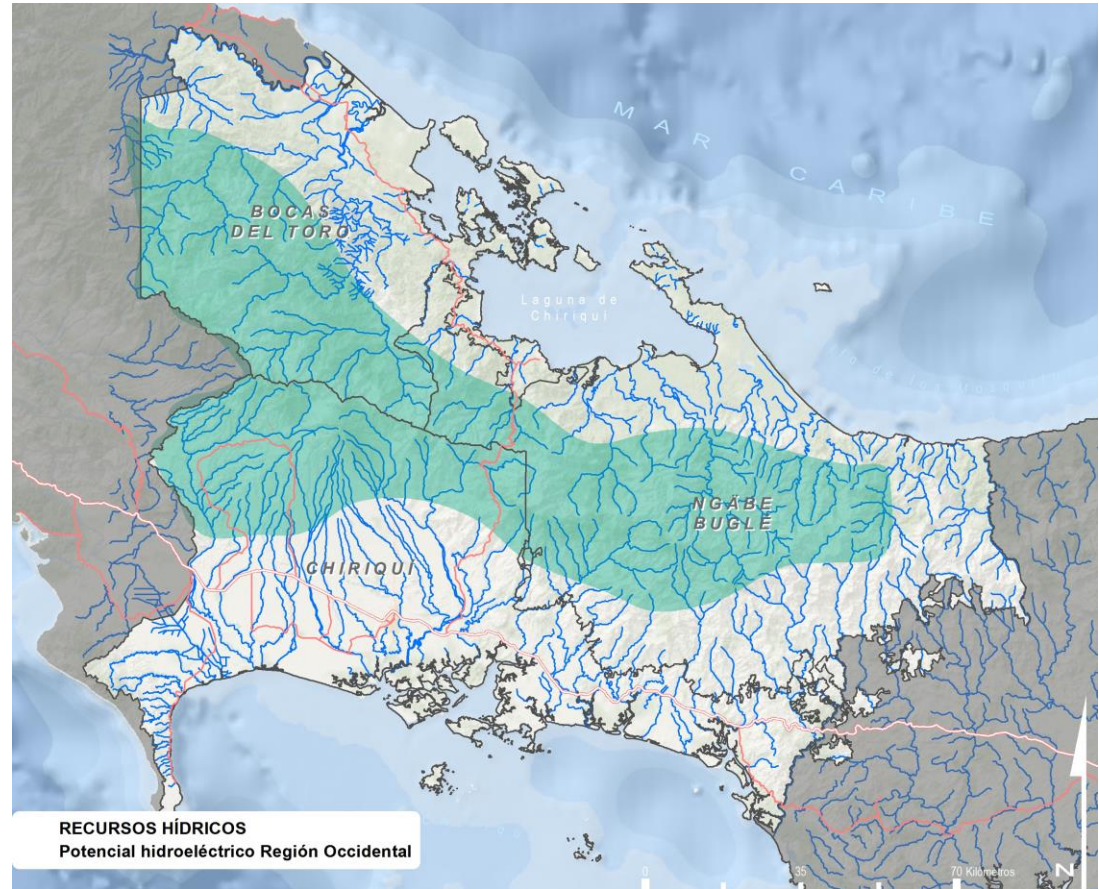 MAR CARIBE
BOCAS
DEL TORO
Laguna de
Chiriquí
NGÄBE
BUGLÉ
CHIRIQUI
RECURSOS HÍDRICOS
Potencial hidroeléctrico Región Occidental
0 35 70 Kilómetros
N